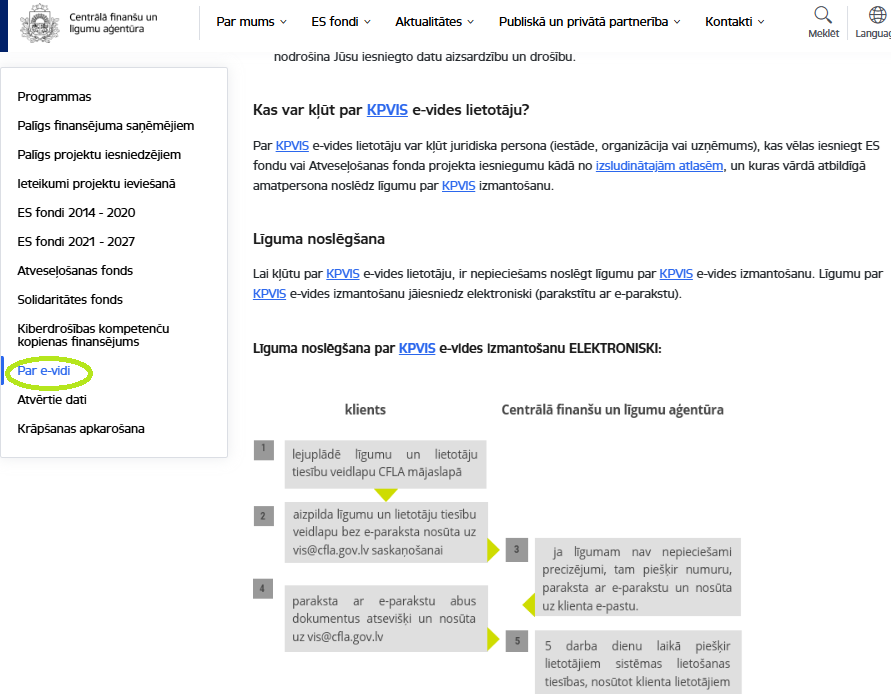 Centrālā finanšu un
līgumu aģentūra
Par mums
ES fondi
Aktualitātes
Publiskā un privātā partnerība
Kontakti
Meklēt
Languag
nodrošina Jūsu iesniegto datu aizsardzību un drošību.
Programmas
Palīgs finansējuma saņēmējiem
Palīgs projektu iesniedzējiem
Ieteikumi projektu ieviešanā
ES fondi 2014 - 2020
ES fondi 2021 - 2027
Atveseļošanas fonds
Solidaritātes fonds
Kiberdrošības kompetenču
kopienas finansējums
Par e-vidi
Atvērtie dati
Krāpšanas apkarošana
Kas var kļūt par KPVIS e-vides lietotāju?
Par KPVIS e-vides lietotāju var kļūt juridiska persona (iestāde, organizācija vai uzņēmums), kas vēlas iesniegt ES
fondu vai Atveseļošanas fonda projekta iesniegumu kādā no izsludinātajām atlasēm, un kuras vārdā atbildīgā
amatpersona noslēdz līgumu par KPVIS izmantošanu.
Līguma noslēgšana
Lai kļūtu par KPVIS e-vides lietotāju, ir nepieciešams noslēgt līgumu par KPVIS e-vides izmantošanu. Līgumu par
KPVIS e-vides izmantošanu jāiesniedz elektroniski (parakstītu ar e-parakstu).
Līguma noslēgšana par KPVIS e-vides izmantošanu ELEKTRONISKI:
klients
Centrālā finanšu un līgumu aģentūra
1
lejuplādē līgumu un lietotāju
tiesību veidlapu CFLA mājaslapā
2
aizpilda līgumu un lietotāju tiesību
veidlapu bez e-paraksta nosūta uz
vis@cfla.gov.lv saskaņošanai
3
ja līgumam nav nepieciešami
precizējumi, tam piešķir numuru,
paraksta ar e-parakstu un nosūta
uz klienta e-pastu.
4
paraksta ar e-parakstu abus
dokumentus atsevišķi un nosūta
uz vis@cfla.gov.lv
5
5 darba dienu laikā piešķir
lietotājiem sistēmas lietošanas
tiesības, nosūtot klienta lietotājiem